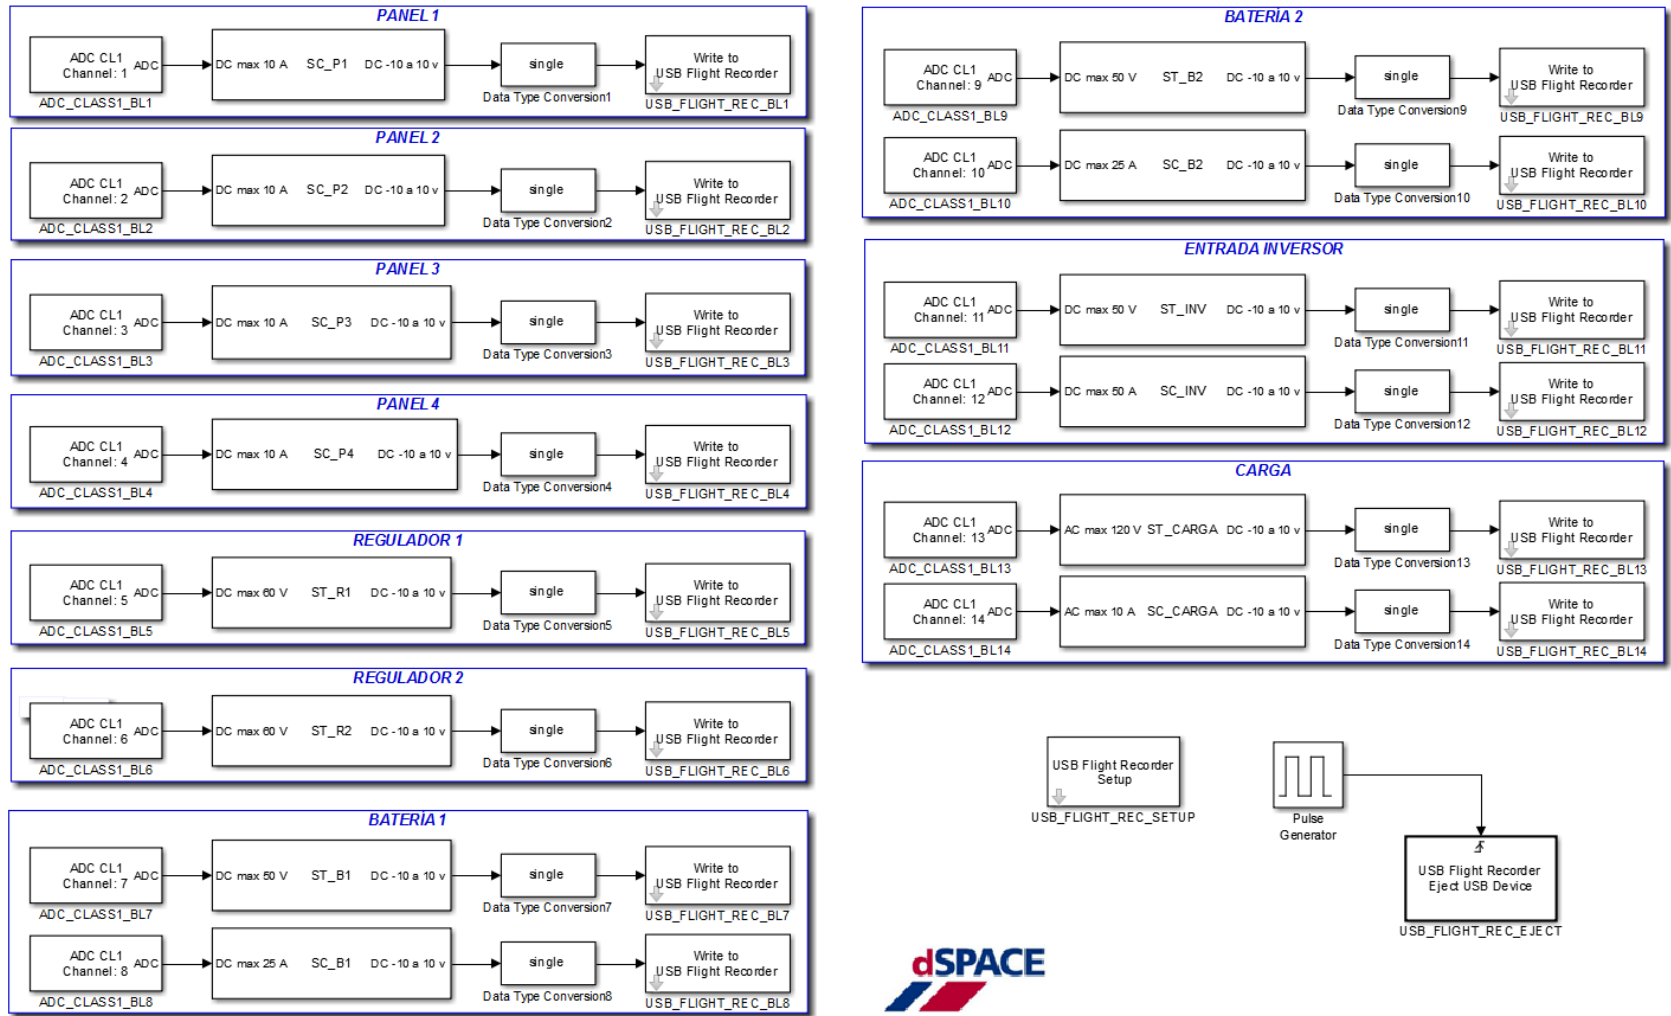 PANEL 1
ADC CL1
Channel: 1
ADC
DC max 10 A SC_P1 DC -10 a 10 v
single
Write to
USB Flight Recorder
ADC_CLASS1_BL1
Data Type Conversion1
USB_FLIGHT_REC_BL1
PANEL 2
ADC CL1
Channel: 2
ADC
DC max 10 A SC_P2 DC -10 a 10 v
single
Write to
USB Flight Recorder
ADC_CLASS1_BL2
Data Type Conversion2
USB_FLIGHT_REC_BL2
PANEL 3
ADC CL1
Channel: 3
ADC
DC max 10 A SC_P3 DC -10 a 10 v
single
Write to
USB Flight Recorder
ADC_CLASS1_BL3
Data Type Conversion3
USB_FLIGHT_REC_BL3
PANEL 4
ADC CL1
Channel: 4
ADC
DC max 10 A SC_P4 DC -10 a 10 v
single
Write to
USB Flight Recorder
ADC_CLASS1_BL4
Data Type Conversion4
USB_FLIGHT_REC_BL4
REGULADOR 1
ADC CL1
Channel: 5
ADC
DC max 60 V ST_R1 DC -10 a 10 v
single
Write to
USB Flight Recorder
ADC_CLASS1_BL5
Data Type Conversion5
USB_FLIGHT_REC_BL5
REGULADOR 2
ADC CL1
Channel: 6
ADC
DC max 60 V ST_R2 DC -10 a 10 v
single
Write to
USB Flight Recorder
ADC_CLASS1_BL6
Data Type Conversion6
USB_FLIGHT_REC_BL6
BATERÍA 1
ADC CL1
Channel: 7
ADC
DC max 50 V ST_B1 DC -10 a 10 v
single
Write to
USB Flight Recorder
ADC_CLASS1_BL7
Data Type Conversion7
USB_FLIGHT_REC_BL7
ADC CL1
Channel: 8
ADC
DC max 25 A SC_B1 DC -10 a 10 v
single
Write to
USB Flight Recorder
ADC_CLASS1_BL8
Data Type Conversion8
USB_FLIGHT_REC_BL8
BATERÍA 2
ADC CL1
Channel: 9
ADC
DC max 50 V ST_B2 DC -10 a 10 v
single
Write to
USB Flight Recorder
ADC_CLASS1_BL9
Data Type Conversion9
USB_FLIGHT_REC_BL9
ADC CL1
Channel: 10
ADC
DC max 25 A SC_B2 DC -10 a 10 v
single
Write to
USB Flight Recorder
ADC_CLASS1_BL10
Data Type Conversion10
USB_FLIGHT_REC_BL10
ENTRADA INVERSOR
ADC CL1
Channel: 11
ADC
DC max 50 V ST_INV DC -10 a 10 v
single
Write to
USB Flight Recorder
ADC_CLASS1_BL11
Data Type Conversion11
USB_FLIGHT_REC_BL11
ADC CL1
Channel: 12
ADC
DC max 50 A SC_INV DC -10 a 10 v
single
Write to
USB Flight Recorder
ADC_CLASS1_BL12
Data Type Conversion12
USB_FLIGHT_REC_BL12
CARGA
ADC CL1
Channel: 13
ADC
AC max 120 V ST_CARGA DC -10 a 10 v
single
Write to
USB Flight Recorder
ADC_CLASS1_BL13
Data Type Conversion13
USB_FLIGHT_REC_BL13
ADC CL1
Channel: 14
ADC
AC max 10 A SC_CARGA DC -10 a 10 v
single
Write to
USB Flight Recorder
ADC_CLASS1_BL14
Data Type Conversion14
USB_FLIGHT_REC_BL14
USB Flight Recorder
Setup
USB_FLIGHT_REC_SETUP
Pulse
Generator
USB Flight Recorder
Eject USB Device
USB_FLIGHT_REC_EJECT
dSPACE